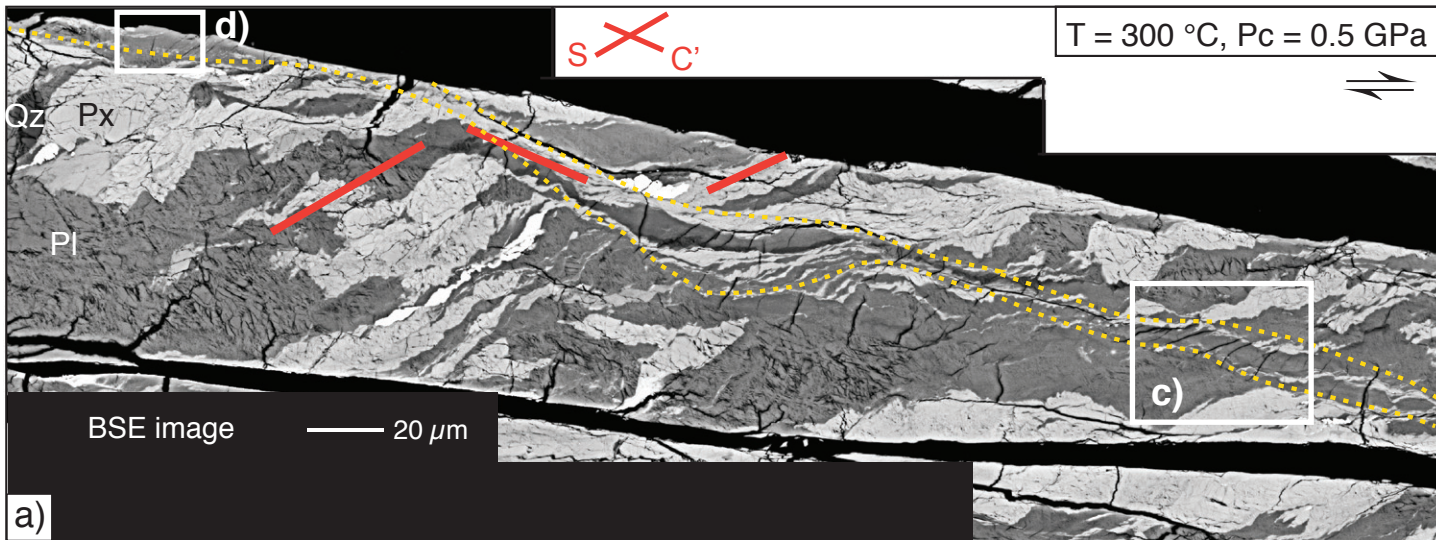 d)
S
C'
T = 300 °C, Pc = 0.5 GPa
Qz
Px
Pl
c)
BSE image
20 µm
a)